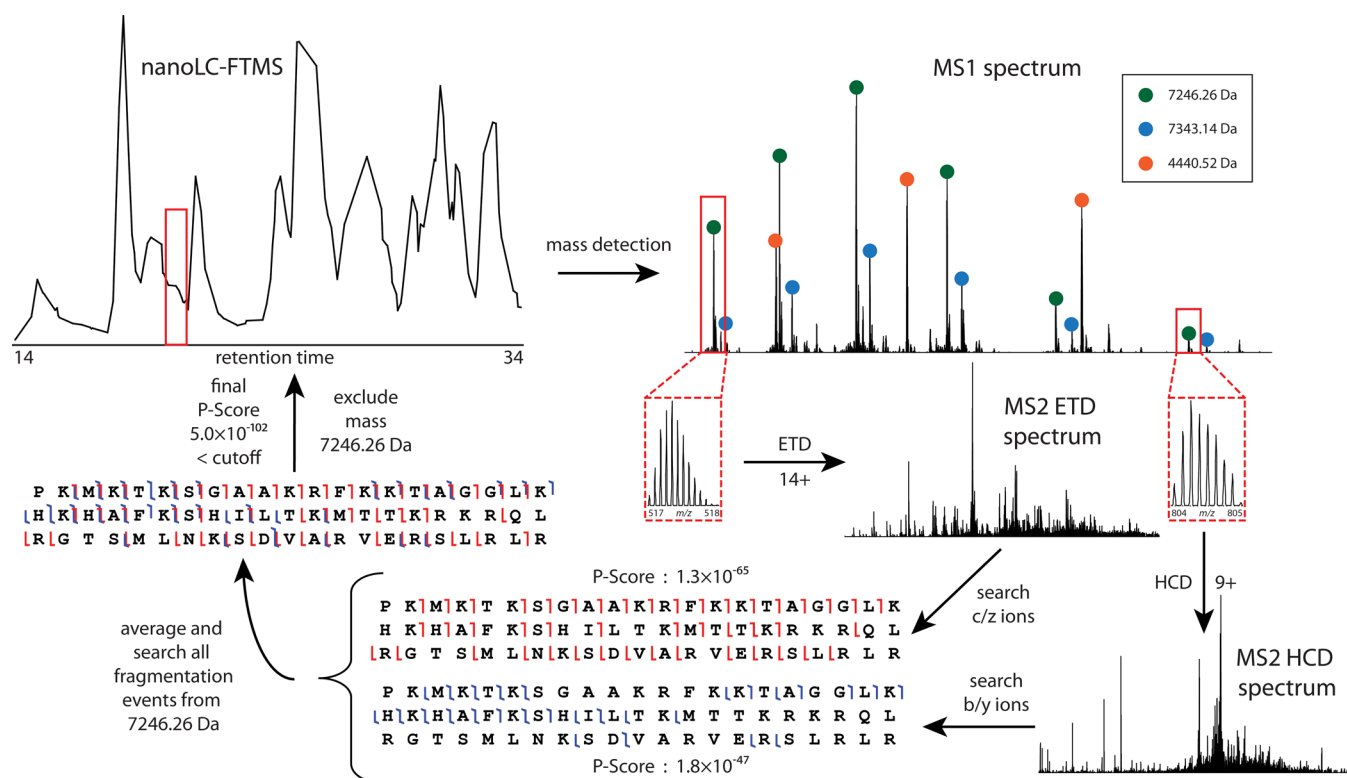 nanoLC-FTMS
14
retention time
34
mass detection
MS1 spectrum
7246.26 Da
7343.14 Da
4440.52 Da
517
m/z
518
ETD
14+
MS2 ETD
spectrum
804
m/z
805
HCD
9+
MS2 HCD
spectrum
search
c/z ions
search
b/y ions
P-Score : 1.3×10⁻⁶⁵
P K M K T K S G A A K R F K K T A G G L K
H K H A F K S H I L T K M T T K R K R Q L
R G T S M L N K S D V A R V E R S L R L R
P K M K T K S G A A K R F K K T A G G L K
H K H A F K S H I L T K M T T K R K R Q L
R G T S M L N K S D V A R V E R S L R L R
P-Score : 1.8×10⁻⁴⁷
average and
search all
fragmentation
events from
7246.26 Da
P K M K T K S G A A K R F K K T A G G L K
H K H A F K S H I L T K M T T K R K R Q L
R G T S M L N K S D V A R V E R S L R L R
final
P-Score
5.0×10⁻¹⁰²
< cutoff
exclude
mass
7246.26 Da